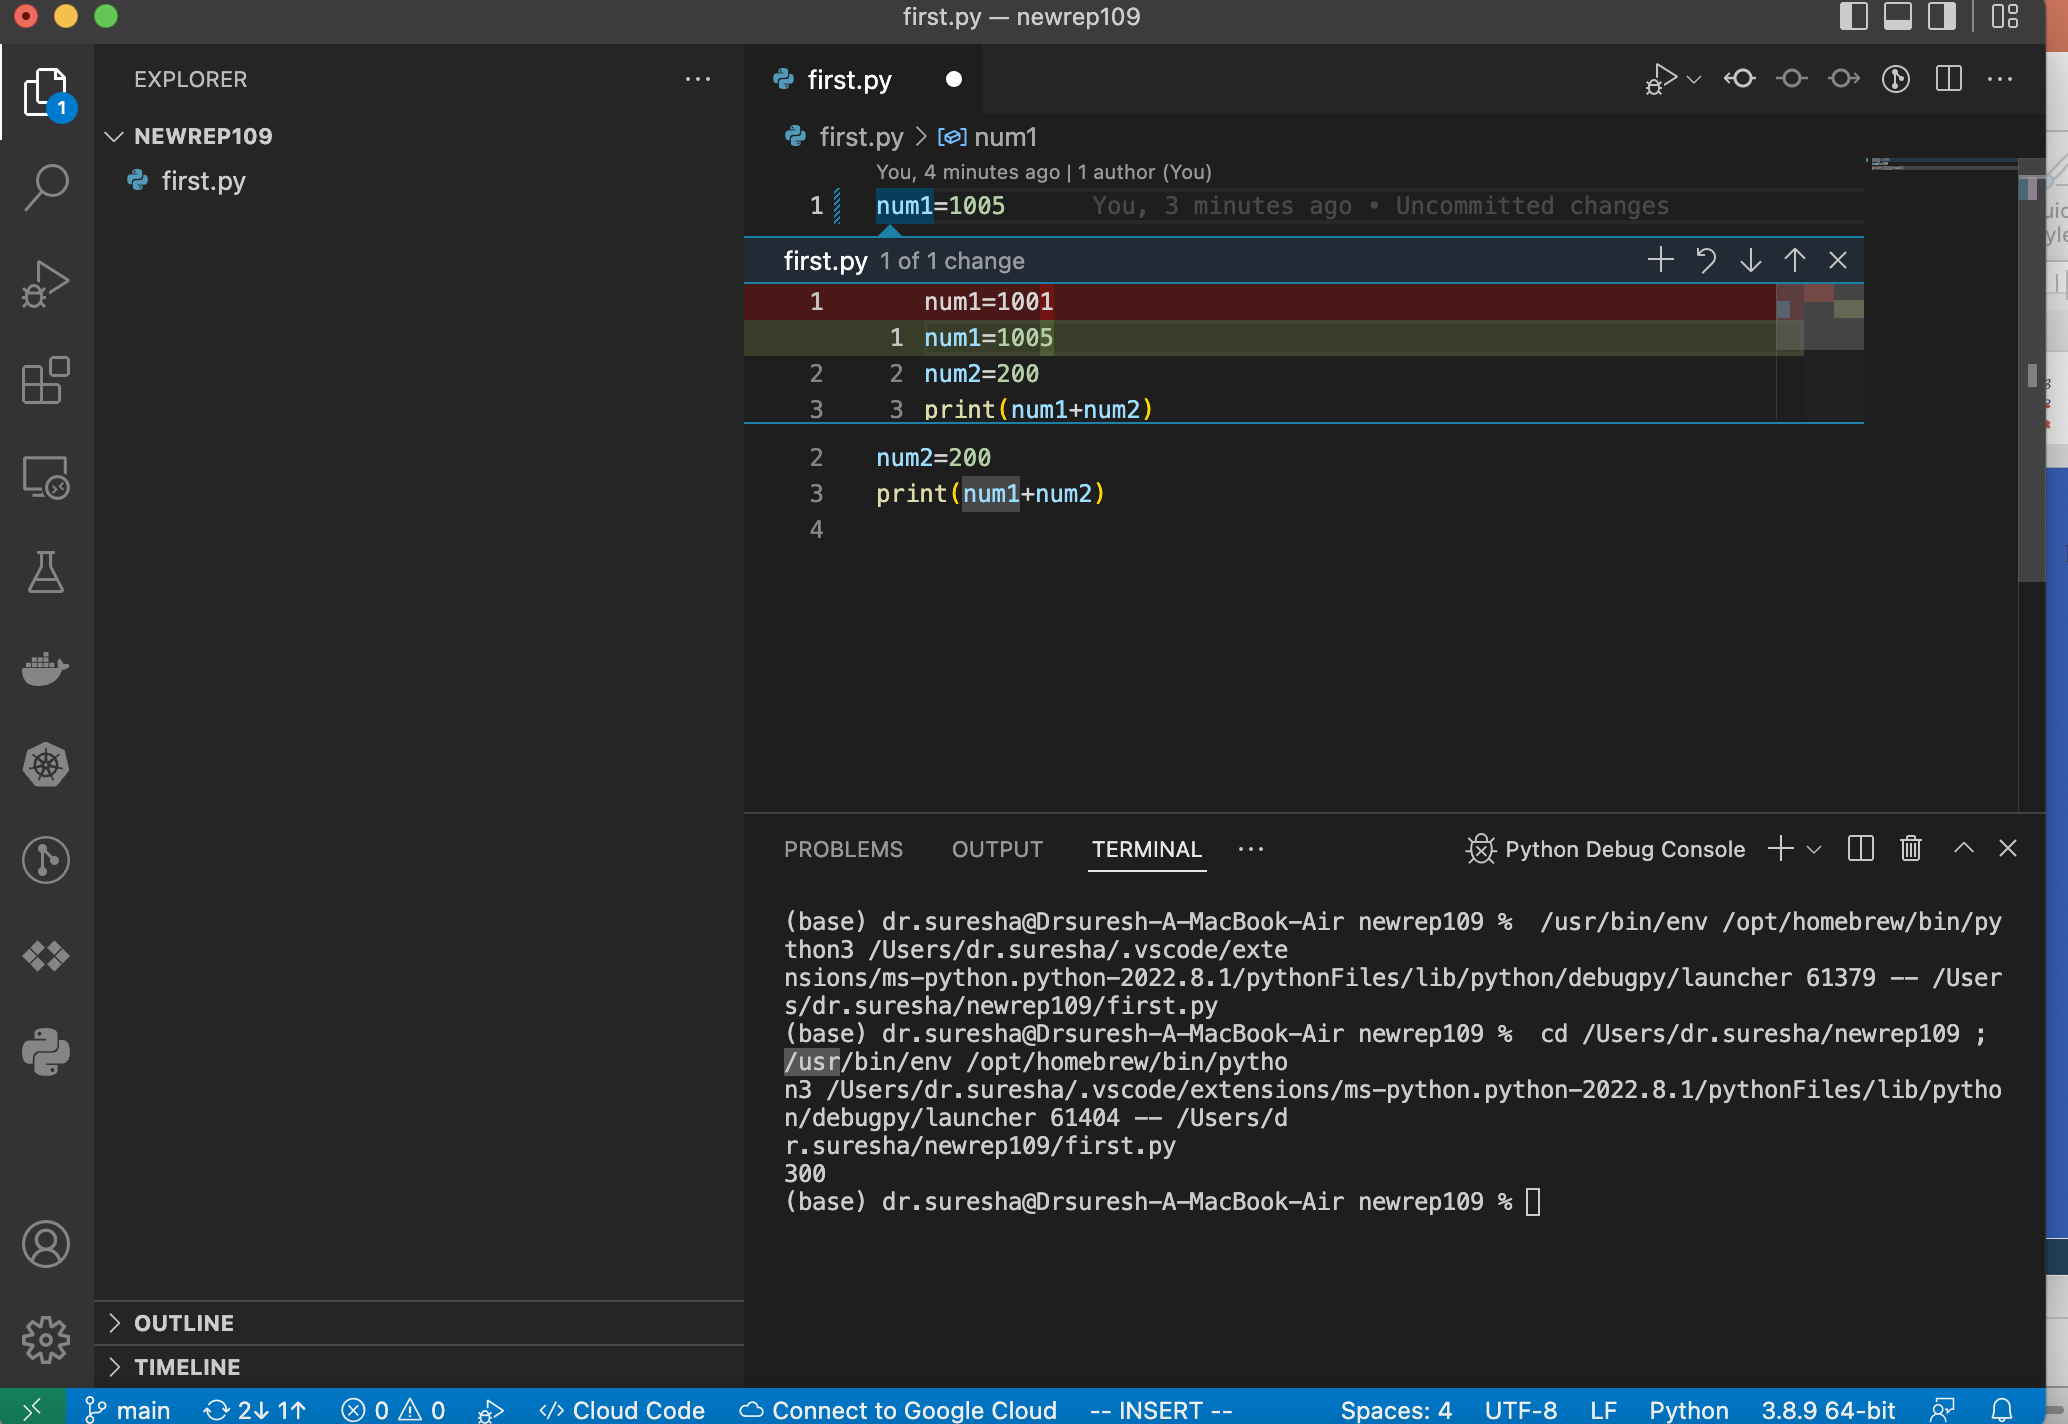 first.py — newrep109
EXPLORER
1
NEWREP109
first.py
first.py
first.py > num1
You, 4 minutes ago | 1 author (You)
1 num1=1005 You, 3 minutes ago • Uncommitted changes
first.py 1 of 1 change
1 num1=1001
1 num1=1005
2 2 num2=200
3 3 print(num1+num2)
2 num2=200
3 print(num1+num2)
4
PROBLEMS OUTPUT TERMINAL ··· Python Debug Console
(base) dr.suresha@Drsuresh-A-MacBook-Air newrep109 %  /usr/bin/env /opt/homebrew/bin/py
thon3 /Users/dr.suresha/.vscode/exte
nsions/ms-python.python-2022.8.1/pythonFiles/lib/python/debugpy/launcher 61379 -- /User
s/dr.suresha/newrep109/first.py
(base) dr.suresha@Drsuresh-A-MacBook-Air newrep109 %  cd /Users/dr.suresha/newrep109 ;
/usr/bin/env /opt/homebrew/bin/pytho
n3 /Users/dr.suresha/.vscode/extensions/ms-python.python-2022.8.1/pythonFiles/lib/pytho
n/debugpy/launcher 61404 -- /Users/d
r.suresha/newrep109/first.py
300
(base) dr.suresha@Drsuresh-A-MacBook-Air newrep109 %
OUTLINE
TIMELINE
main 2↓ 1↑ 0 0 Cloud Code Connect to Google Cloud -- INSERT -- Spaces: 4 UTF-8 LF Python 3.8.9 64-bit